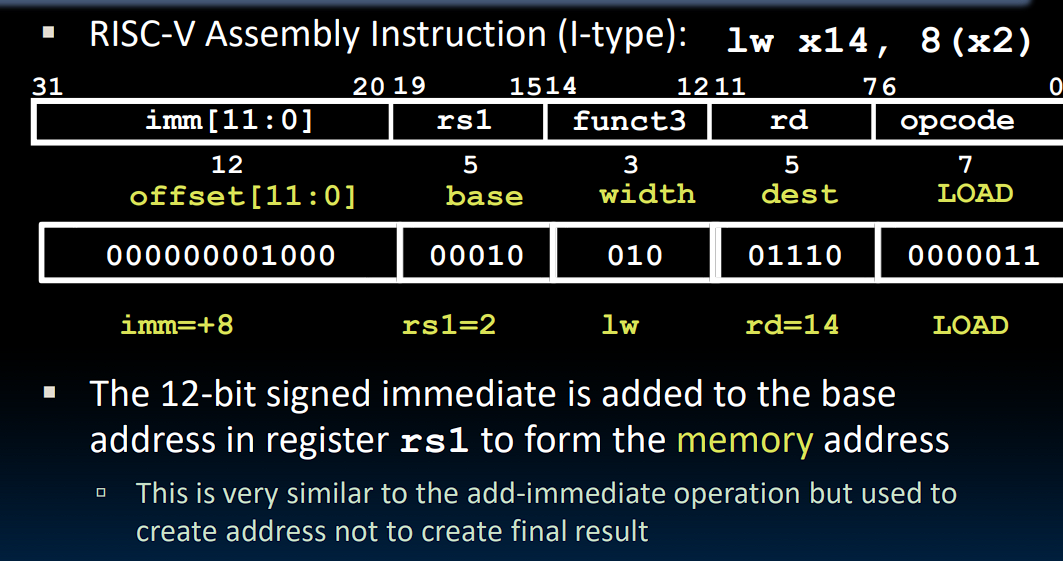 ▪ RISC-V Assembly Instruction (I-type): lw x14, 8(x2)
31 20 19 15 14 12 11 7 6 0
imm[11:0] rs1 funct3 rd opcode
12 5 3 5 7
offset[11:0] base width dest LOAD
000000001000 00010 010 01110 0000011
imm=+8 rs1=2 lw rd=14 LOAD
▪ The 12-bit signed immediate is added to the base
address in register rs1 to form the memory address
▫ This is very similar to the add-immediate operation but used to
create address not to create final result